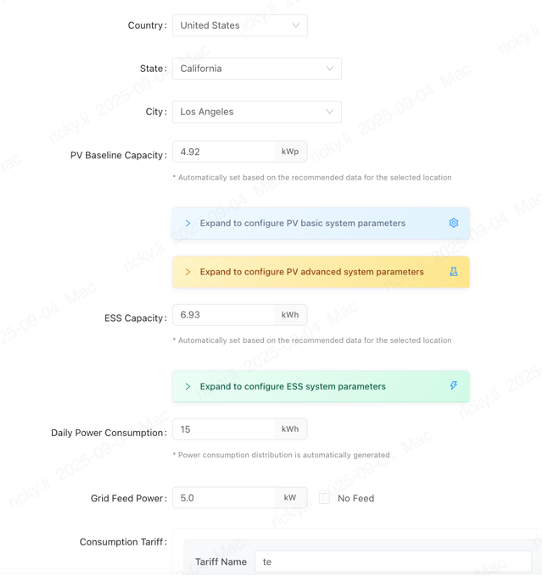 Country:
United States
State:
California
City:
Los Angeles
PV Baseline Capacity:
4.92
kWp
* Automatically set based on the recommended data for the selected location
Expand to configure PV basic system parameters
Expand to configure PV advanced system parameters
ESS Capacity:
6.93
kWh
* Automatically set based on the recommended data for the selected location
Expand to configure ESS system parameters
Daily Power Consumption:
15
kWh
* Power consumption distribution is automatically generated
Grid Feed Power:
5.0
kW
No Feed
Consumption Tariff:
Tariff Name
te
ricky.li 2025-09-04 Mac